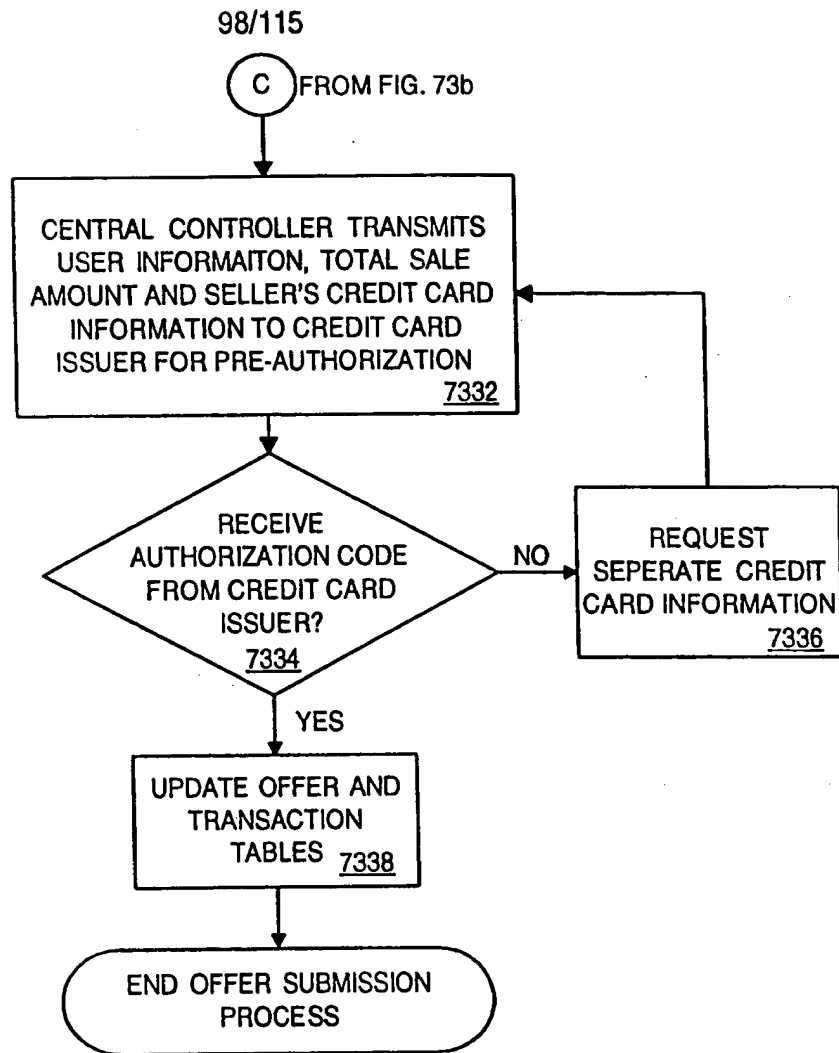 98/115
C FROM FIG. 73b
CENTRAL CONTROLLER TRANSMITS
USER INFORMAITON, TOTAL SALE
AMOUNT AND SELLER'S CREDIT CARD
INFORMATION TO CREDIT CARD
ISSUER FOR PRE-AUTHORIZATION
7332
RECEIVE
AUTHORIZATION CODE
FROM CREDIT CARD
ISSUER?
7334
NO
REQUEST
SEPERATE CREDIT
CARD INFORMATION
7336
YES
UPDATE OFFER AND
TRANSACTION
TABLES 7338
END OFFER SUBMISSION
PROCESS